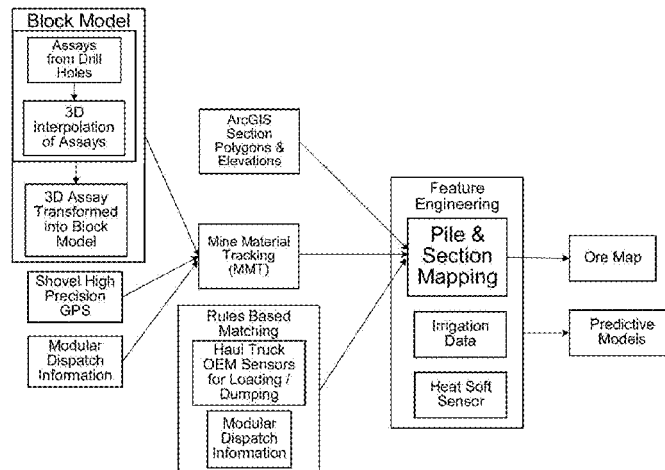 Block Model
Assays
from Drill
Holes
3D
Interpolation
of Assays
3D Assay
Transformed
into Block
Model
Shovel High
Precision
GPS
Modular
Dispatch
Information
ArcGIS
Section
Polygons &
Elevations
Mine Material
Tracking
(MMT)
Rules Based
Matching
Haul Truck
OEM Sensors
for Loading /
Dumping
Modular
Dispatch
Information
Feature
Engineering
Pile &
Section
Mapping
Irrigation
Data
Heat Soft
Sensor
Ore Map
Predictive
Models